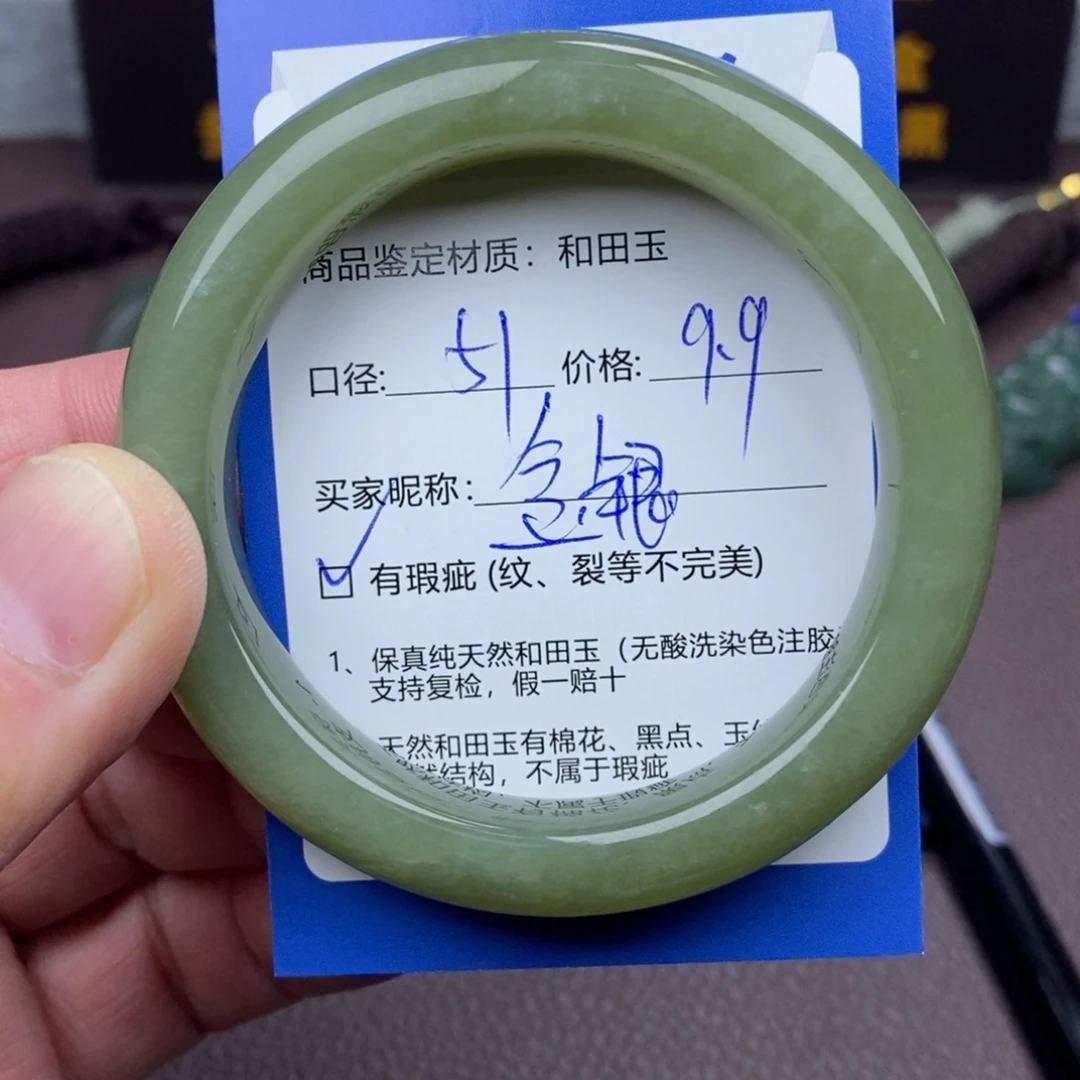 商品鉴定材质：和田玉
口径: 51 价格: 9.9
买家昵称：
有瑕疵 (纹、裂等不完美)
1、保真纯天然和田玉（无酸洗染色注胶
支持复检，假一赔十
天然和田玉有棉花、黑点、玉
结构，不属于瑕疵